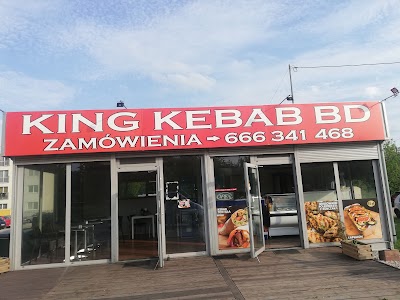 KING KEBAB BD
ZAMÓWIENIA → 666 341 468